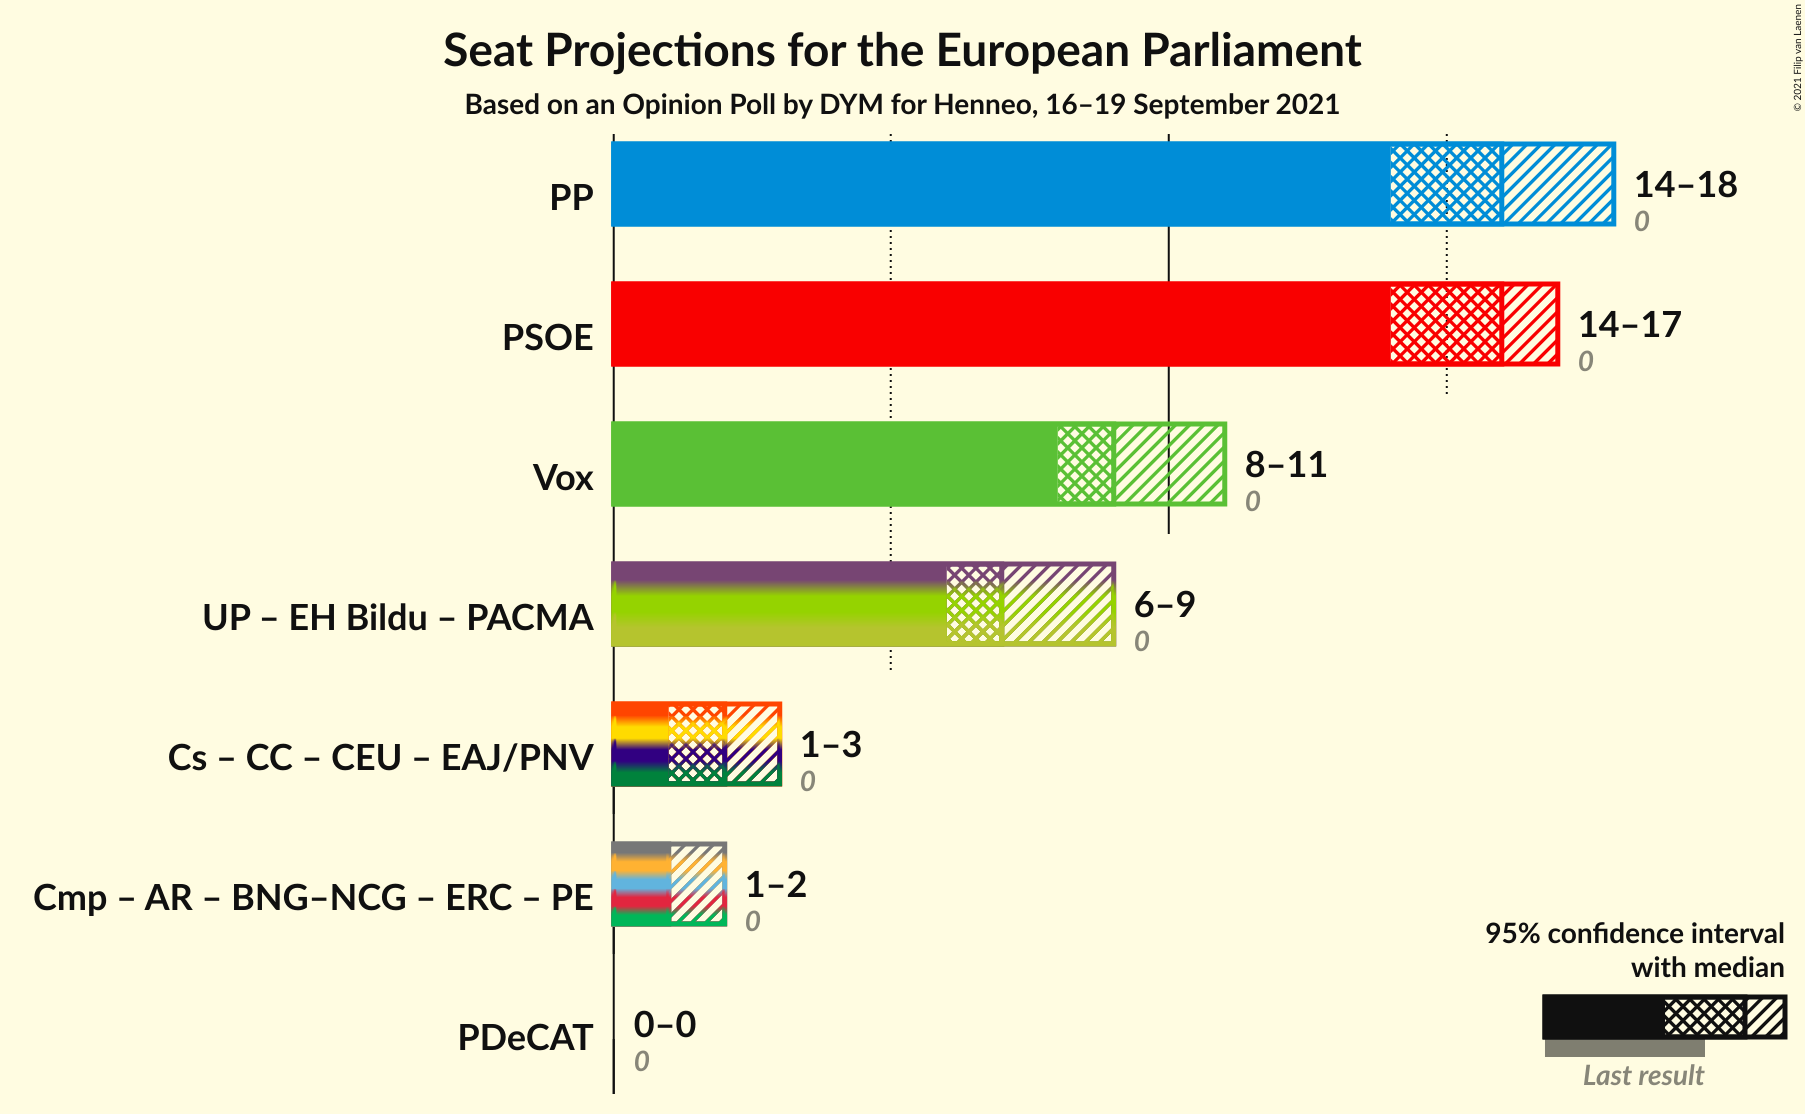 Seat Projections for the European Parliament
Based on an Opinion Poll by DYM for Henneo, 16–19 September 2021
© 2021 Filip van Laenen
PP
14–18
0
PSOE
14–17
0
Vox
8–11
0
UP – EH Bildu – PACMA
6–9
0
Cs – CC – CEU – EAJ/PNV
1–3
0
Cmp – AR – BNG–NCG – ERC – PE
1–2
0
PDeCAT
0–0
0
95% confidence interval
with median
Last result